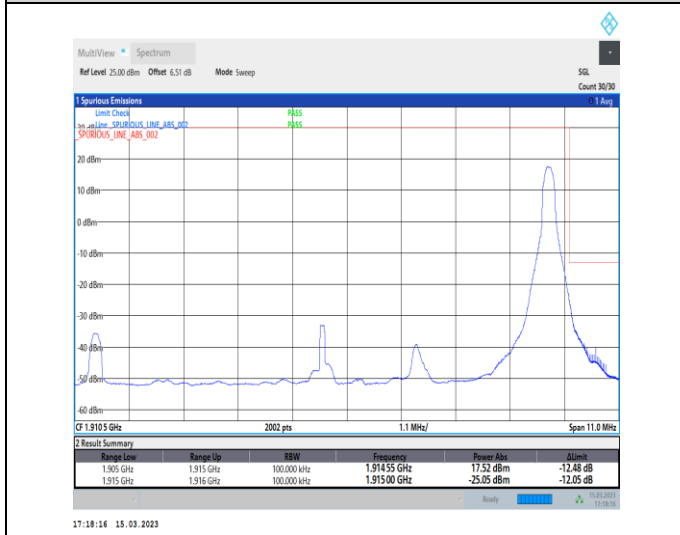 MultiView Spectrum
Ref Level 25.00 dBm Offset 6.51 dB Mode Sweep SGL
Count 30/30
1 Spurious Emissions 1 Avg
Limit Check PASS
Line _SPURIOUS_LINE_ABS_002 PASS
_SPURIOUS_LINE_ABS_002
20 dBm
10 dBm
0 dBm
-10 dBm
-20 dBm
-30 dBm
-40 dBm
-50 dBm
-60 dBm
CF 1.9105 GHz 2002 pts 1.1 MHz/ Span 11.0 MHz
2 Result Summary
Range Low Range Up RBW Frequency Power Abs ΔLimit
1.905 GHz 1.915 GHz 100.000 kHz 1.91455 GHz 17.52 dBm -12.48 dB
1.915 GHz 1.916 GHz 100.000 kHz 1.91500 GHz -25.05 dBm -12.05 dB
Ready 15.03.2023
17:18:16
17:18:16 15.03.2023